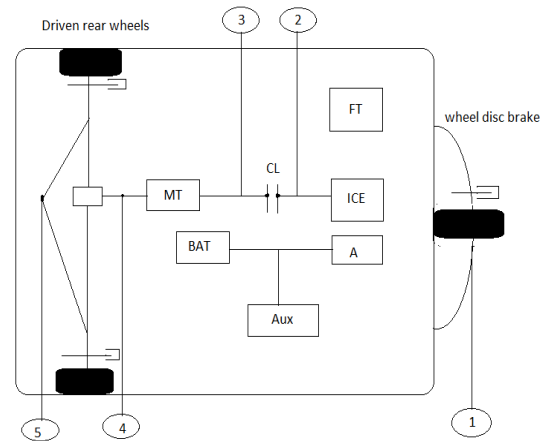 Driven rear wheels
3
2
FT
wheel disc brake
CL
MT
ICE
BAT
A
Aux
5
4
1